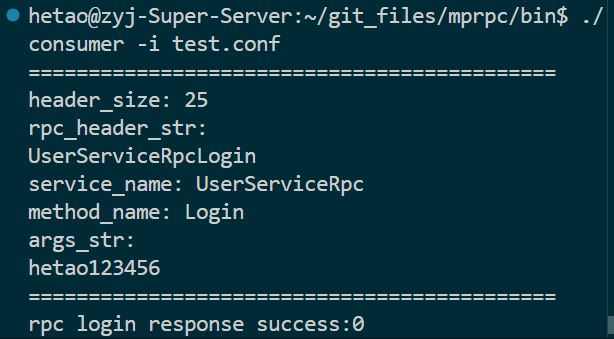 hetao@zyj-Super-Server:~/git_files/mprpc/bin$ ./
consumer -i test.conf
============================================
header_size: 25
rpc_header_str:
UserServiceRpcLogin
service_name: UserServiceRpc
method_name: Login
args_str:
hetao123456
============================================
rpc login response success:0